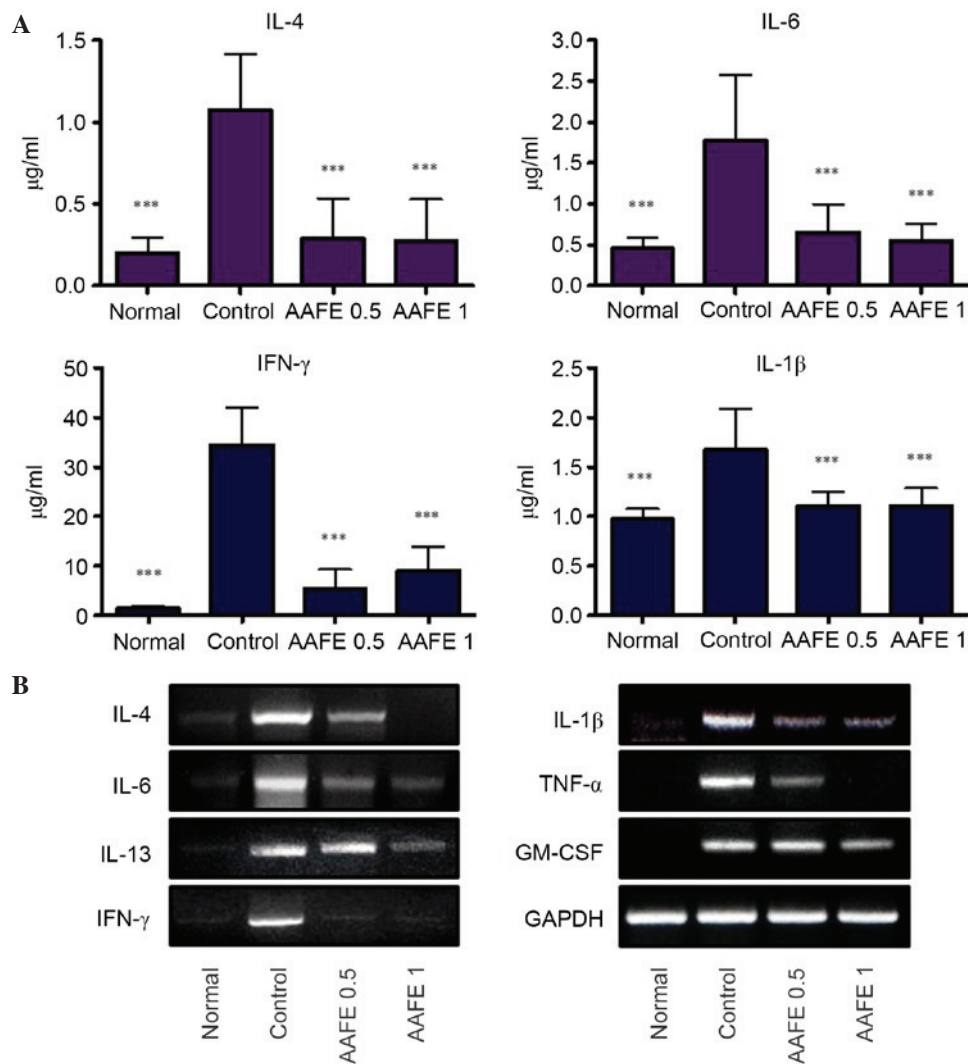 A
IL-4
1.5
1.0
0.5
0.0
µg/ml
***
***
***
Normal Control AAFE 0.5 AAFE 1
IL-6
3.0
2.5
2.0
1.5
1.0
0.5
0.0
µg/ml
***
***
***
Normal Control AAFE 0.5 AAFE 1
IFN-γ
50
40
30
20
10
0
µg/ml
***
***
***
Normal Control AAFE 0.5 AAFE 1
IL-1β
2.5
2.0
1.5
1.0
0.5
0.0
µg/ml
***
***
***
Normal Control AAFE 0.5 AAFE 1
B
IL-4
IL-6
IL-13
IFN-γ
Normal
Control
AAFE 0.5
AAFE 1
IL-1β
TNF-α
GM-CSF
GAPDH
Normal
Control
AAFE 0.5
AAFE 1